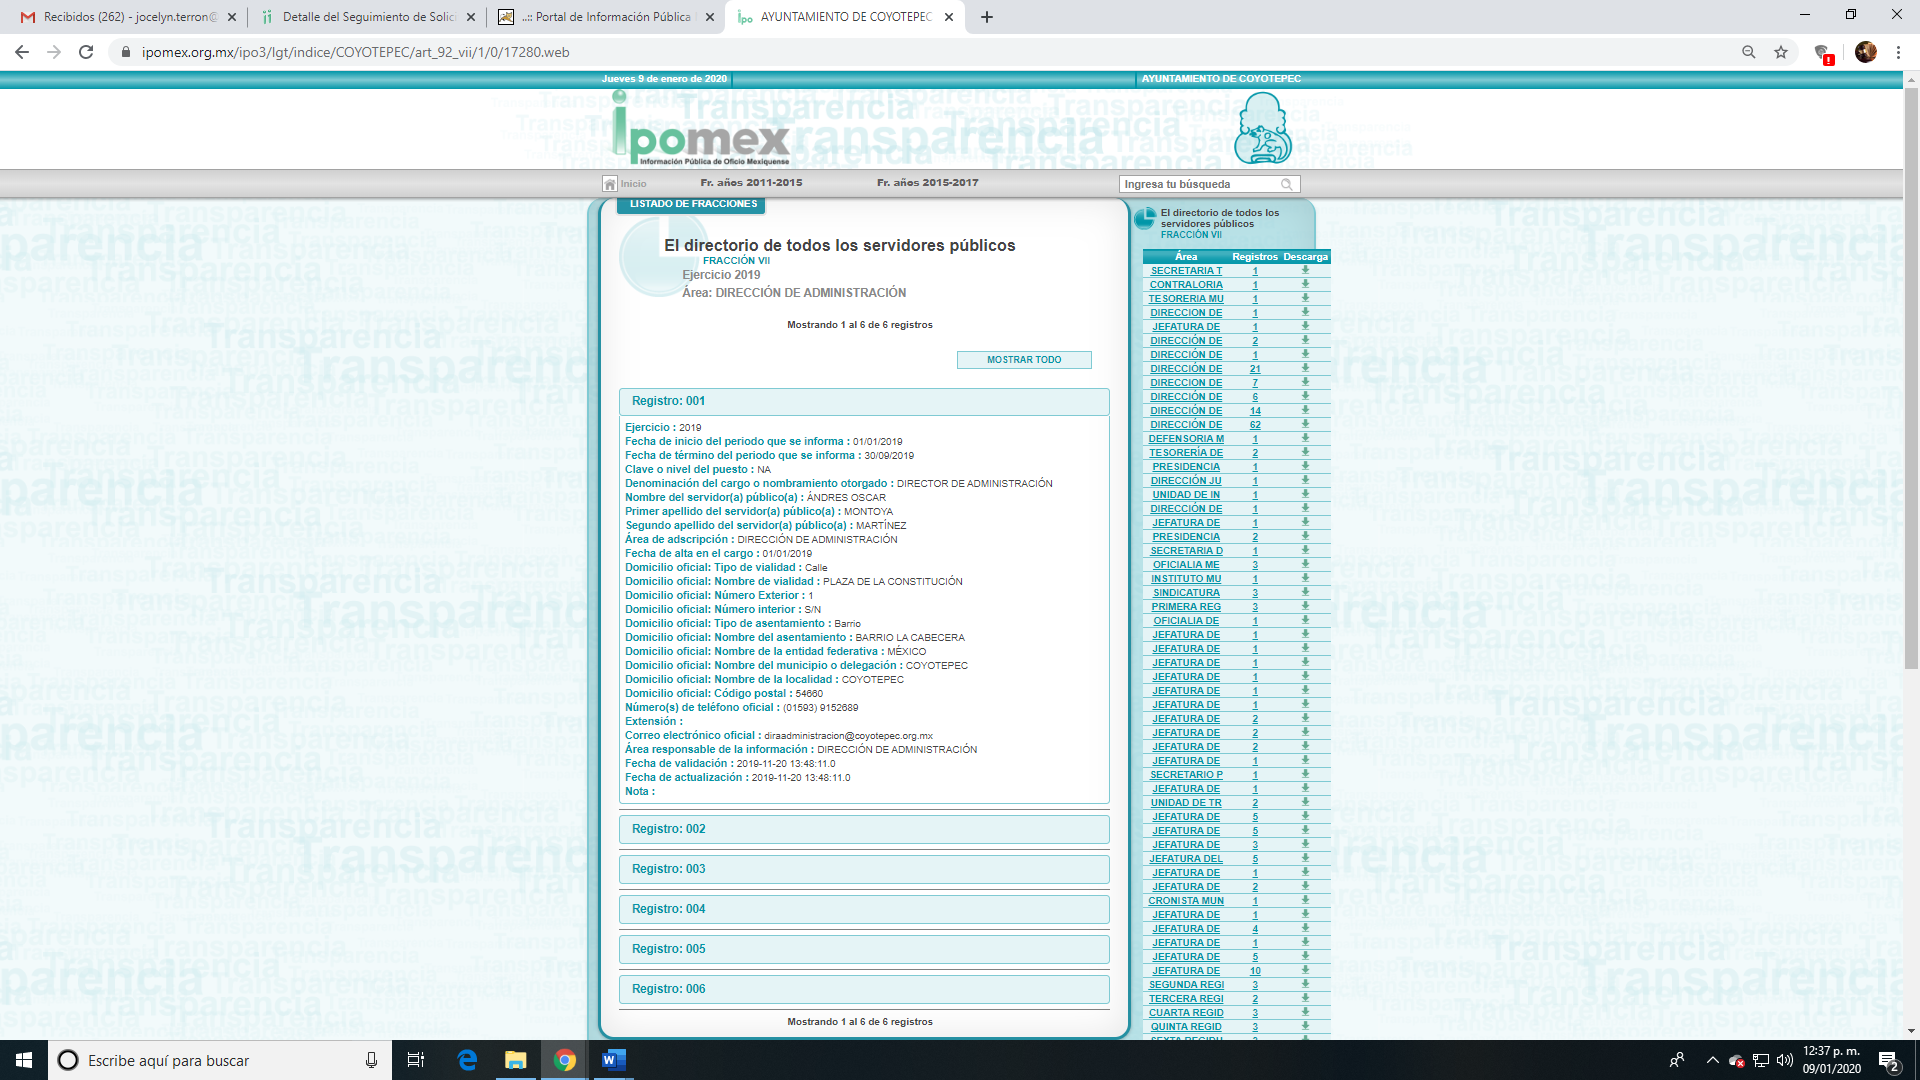 Recibidos (262) - jocelyn.terron@
Detalle del Seguimiento de Solici
..:: Portal de Información Pública
AYUNTAMIENTO DE COYOTEPEC
ipomex.org.mx/ipo3/lgt/indice/COYOTEPEC/art_92_vii/1/0/17280.web
Jueves 9 de enero de 2020
AYUNTAMIENTO DE COYOTEPEC
ipomex
Información Pública de Oficio Mexiquense
Transparencia
Inicio
Fr. años 2011-2015
Fr. años 2015-2017
Ingresa tu búsqueda
LISTADO DE FRACCIONES
El directorio de todos los servidores públicos
FRACCIÓN VII
Ejercicio 2019
Área: DIRECCIÓN DE ADMINISTRACIÓN
Mostrando 1 al 6 de 6 registros
MOSTRAR TODO
Registro: 001
Ejercicio : 2019
Fecha de inicio del periodo que se informa : 01/01/2019
Fecha de término del periodo que se informa : 30/09/2019
Clave o nivel del puesto : NA
Denominación del cargo o nombramiento otorgado : DIRECTOR DE ADMINISTRACIÓN
Nombre del servidor(a) público(a) : ÁNDRES OSCAR
Primer apellido del servidor(a) público(a) : MONTOYA
Segundo apellido del servidor(a) público(a) : MARTÍNEZ
Área de adscripción : DIRECCIÓN DE ADMINISTRACIÓN
Fecha de alta en el cargo : 01/01/2019
Domicilio oficial: Tipo de vialidad : Calle
Domicilio oficial: Nombre de vialidad : PLAZA DE LA CONSTITUCIÓN
Domicilio oficial: Número Exterior : 1
Domicilio oficial: Número interior : S/N
Domicilio oficial: Tipo de asentamiento : Barrio
Domicilio oficial: Nombre del asentamiento : BARRIO LA CABECERA
Domicilio oficial: Nombre de la entidad federativa : MÉXICO
Domicilio oficial: Nombre del municipio o delegación : COYOTEPEC
Domicilio oficial: Nombre de la localidad : COYOTEPEC
Domicilio oficial: Código postal : 54660
Número(s) de teléfono oficial : (01593) 9152689
Extensión :
Correo electrónico oficial : diraadministracion@coyotepec.org.mx
Área responsable de la información : DIRECCIÓN DE ADMINISTRACIÓN
Fecha de validación : 2019-11-20 13:48:11.0
Fecha de actualización : 2019-11-20 13:48:11.0
Nota :
Registro: 002
Registro: 003
Registro: 004
Registro: 005
Registro: 006
Mostrando 1 al 6 de 6 registros
El directorio de todos los
servidores públicos
FRACCIÓN VII
Área Registros Descarga
SECRETARIA T 1
CONTRALORIA 1
TESORERIA MU 1
DIRECCION DE 1
JEFATURA DE 1
DIRECCIÓN DE 2
DIRECCIÓN DE 1
DIRECCIÓN DE 21
DIRECCION DE 7
DIRECCIÓN DE 6
DIRECCIÓN DE 14
DIRECCIÓN DE 62
DEFENSORIA M 1
TESORERÍA DE 2
PRESIDENCIA 1
DIRECCIÓN JU 1
UNIDAD DE IN 1
DIRECCIÓN DE 1
JEFATURA DE 1
PRESIDENCIA 2
SECRETARIA D 1
OFICIALIA ME 3
INSTITUTO MU 1
SINDICATURA 3
PRIMERA REG 3
OFICIALIA DE 1
JEFATURA DE 1
JEFATURA DE 1
JEFATURA DE 1
JEFATURA DE 1
JEFATURA DE 1
JEFATURA DE 1
JEFATURA DE 2
JEFATURA DE 2
JEFATURA DE 2
JEFATURA DE 1
SECRETARIO P 1
JEFATURA DE 1
UNIDAD DE TR 2
JEFATURA DE 5
JEFATURA DE 5
JEFATURA DE 3
JEFATURA DEL 5
JEFATURA DE 1
JEFATURA DE 2
CRONISTA MUN 1
JEFATURA DE 1
JEFATURA DE 4
JEFATURA DE 1
JEFATURA DE 5
JEFATURA DE 10
SEGUNDA REGI 3
TERCERA REGI 2
CUARTA REGID 3
QUINTA REGID 3
Escribe aquí para buscar
12:37 p. m.
09/01/2020
2